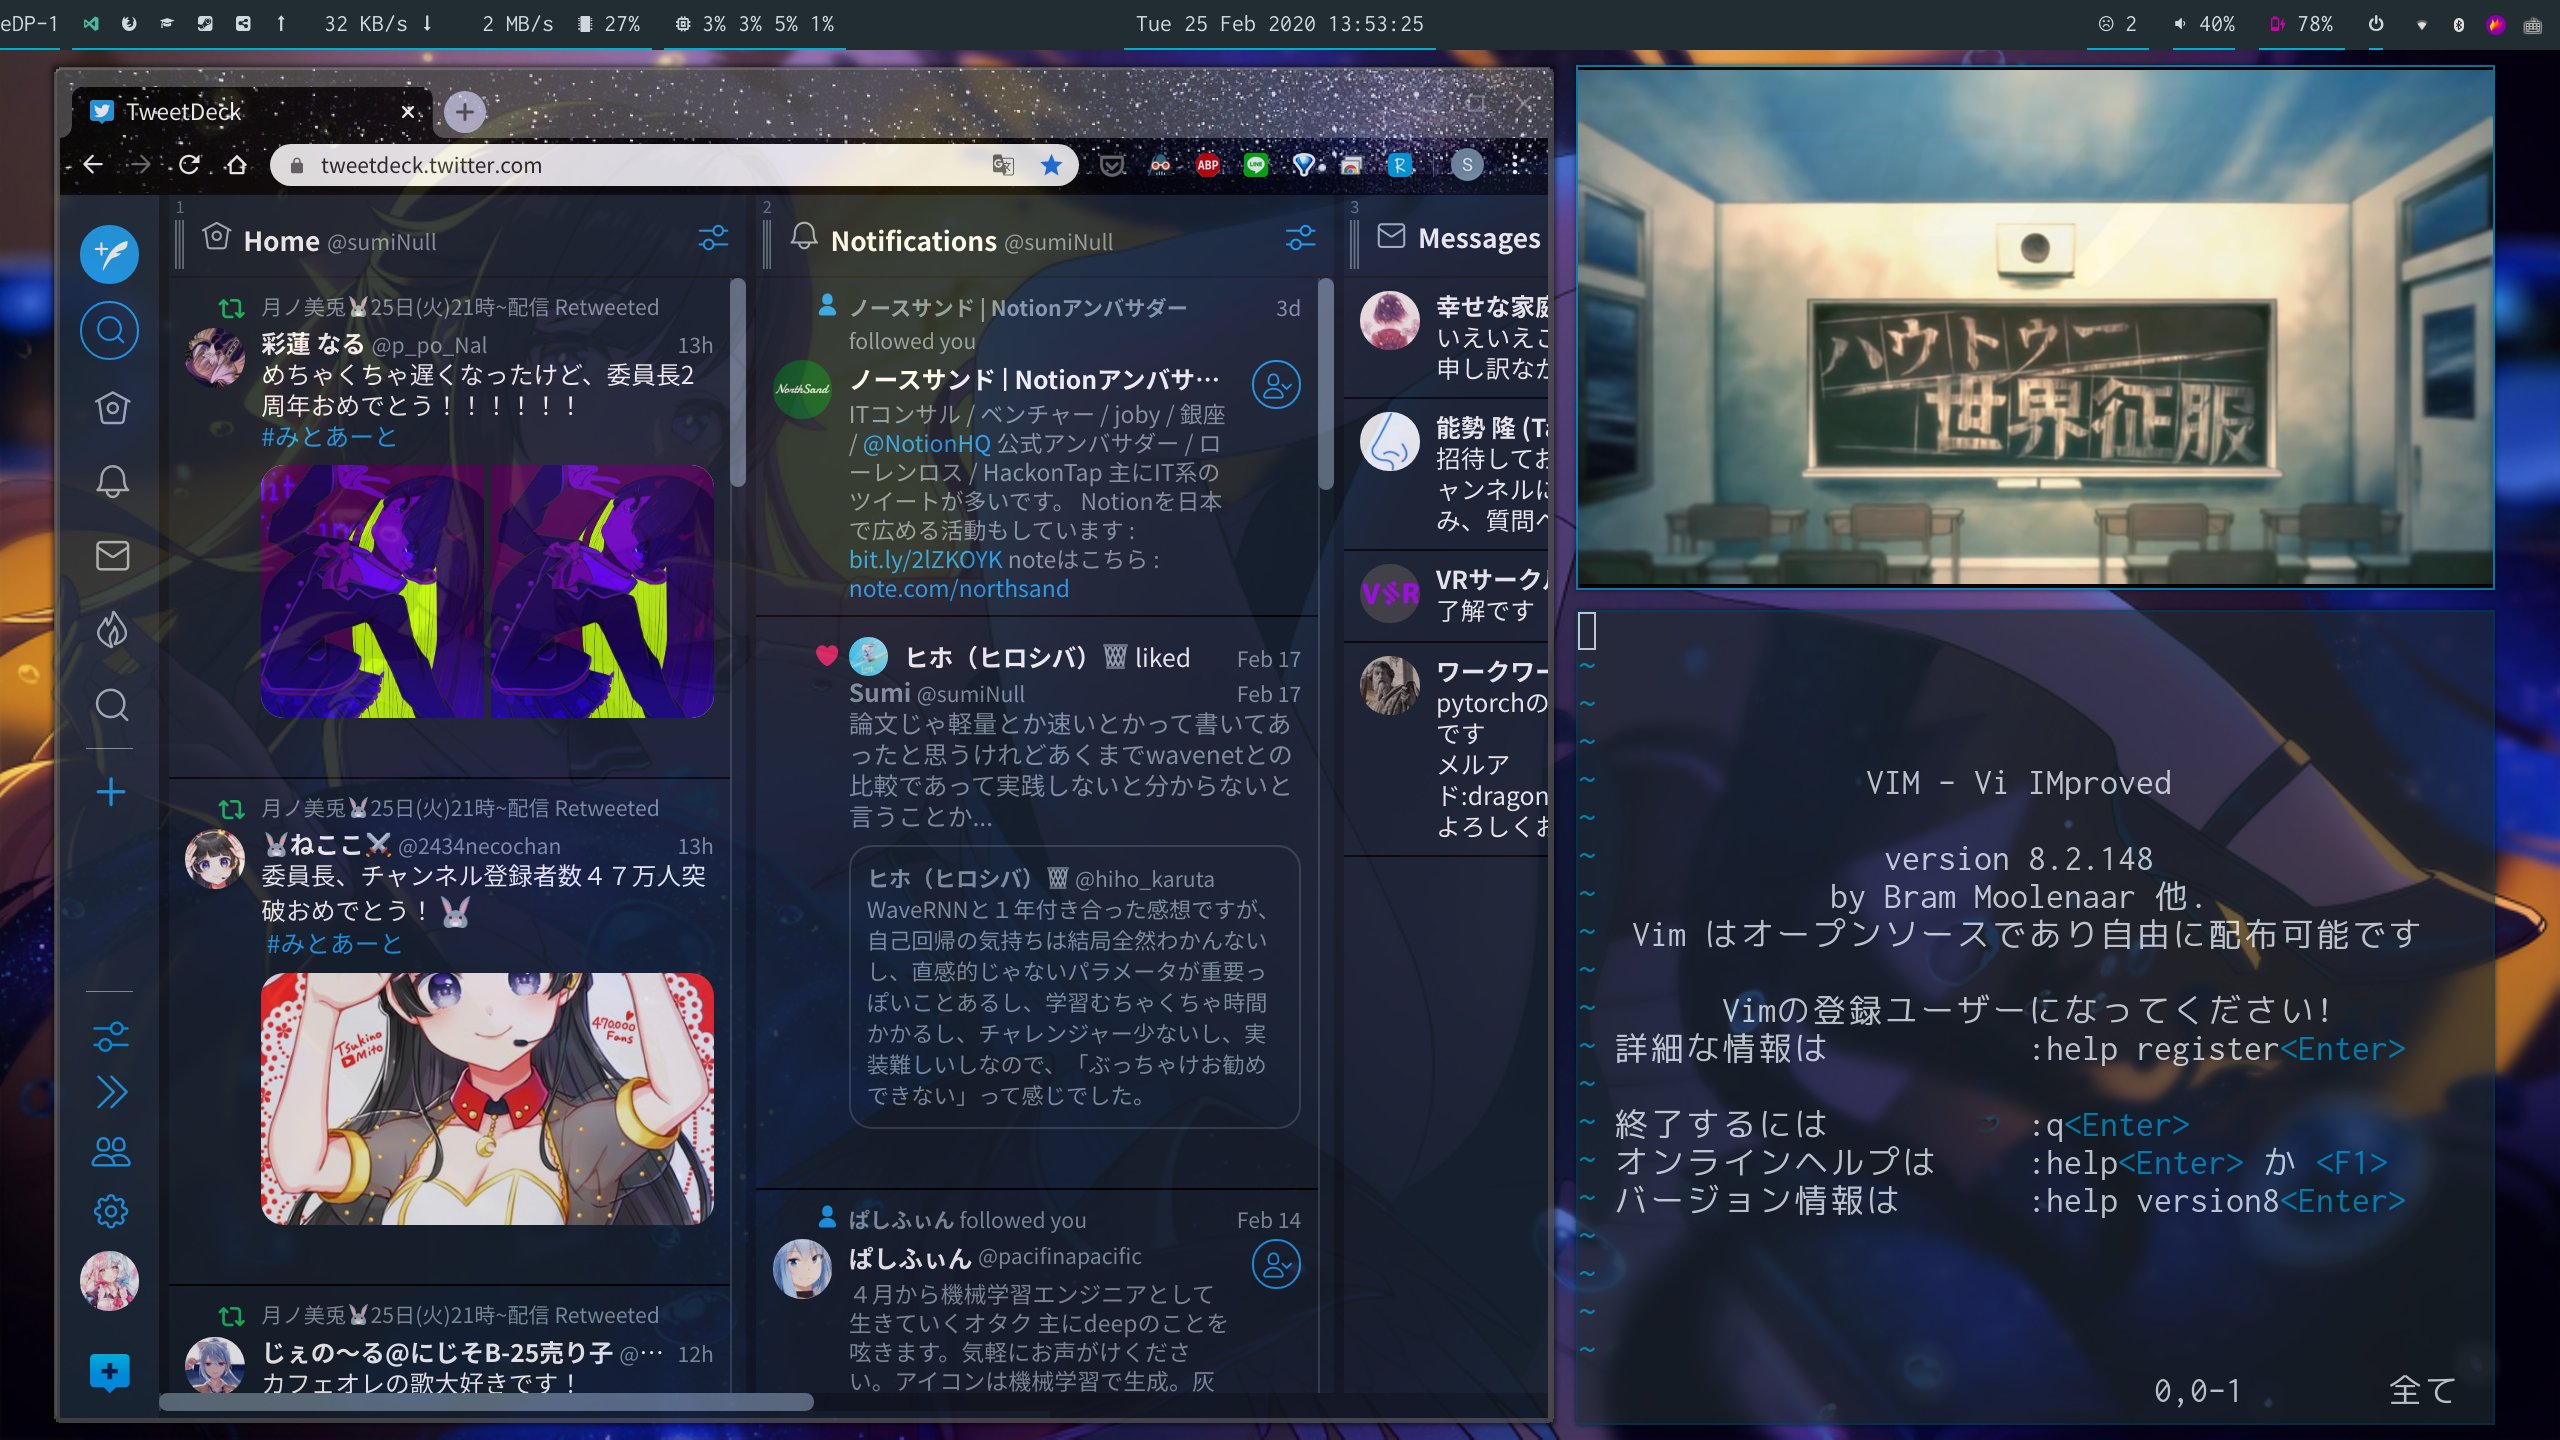 eDP-1
32 KB/s
2 MB/s
27%
3% 3% 5% 1%
Tue 25 Feb 2020 13:53:25
2
40%
78%
TweetDeck
tweetdeck.twitter.com
ABP
LINE
R
S
1
Home @sumiNull
月ノ美兎🐰25日(火)21時~配信 Retweeted
彩蓮 なる @p_po_Nal 13h
めちゃくちゃ遅くなったけど、委員長2
周年おめでとう！！！！！！
#みとあーと
月ノ美兎🐰25日(火)21時~配信 Retweeted
🐰ねここ⚔ @2434necochan 13h
委員長、チャンネル登録者数４７万人突
破おめでとう！🐰
#みとあーと
Tsukino
Mito
470,000
Fans
月ノ美兎🐰25日(火)21時~配信 Retweeted
じぇの〜る@にじそB-25売り子 @… 12h
カフェオレの歌大好きです！
2
Notifications @sumiNull
ノースサンド | Notionアンバサダー 3d
followed you
NorthSand
ノースサンド | Notionアンバサ…
ITコンサル / ベンチャー / joby / 銀座
/ @NotionHQ 公式アンバサダー / ロ
ーレンロス / HackonTap 主にIT系の
ツイートが多いです。 Notionを日本
で広める活動もしています :
bit.ly/2lZKOYK noteはこちら :
note.com/northsand
ヒホ（ヒロシバ） liked Feb 17
Sumi @sumiNull Feb 17
論文じゃ軽量とか速いとかって書いてあ
ったと思うけれどあくまでwavenetとの
比較であって実践しないと分からないと
言うことか...
ヒホ（ヒロシバ） @hiho_karuta
WaveRNNと１年付き合った感想ですが、
自己回帰の気持ちは結局全然わかんない
し、直感的じゃないパラメータが重要っ
ぽいことあるし、学習むちゃくちゃ時間
かかるし、チャレンジャー少ないし、実
装難しいしなので、「ぶっちゃけお勧め
できない」って感じでした。
ぱしふぃん followed you Feb 14
ぱしふぃん @pacifinapacific
４月から機械学習エンジニアとして
生きていくオタク 主にdeepのことを
呟きます。気軽にお声がけくださ
い。アイコンは機械学習で生成。灰
3
Messages
幸せな家庭
いえいえこ
申し訳なか
能勢 隆 (Ta
招待してお
ャンネルに
み、質問へ
VRサークル
了解です
ワークワー
pytorchの
です
メルア
ド:dragon
よろしくお
ハウトゥー
世界征服
VIM - Vi IMproved
version 8.2.148
by Bram Moolenaar 他.
Vim はオープンソースであり自由に配布可能です
Vimの登録ユーザーになってください!
詳細な情報は :help register<Enter>
終了するには :q<Enter>
オンラインヘルプは :help<Enter> か <F1>
バージョン情報は :help version8<Enter>
0,0-1 全て